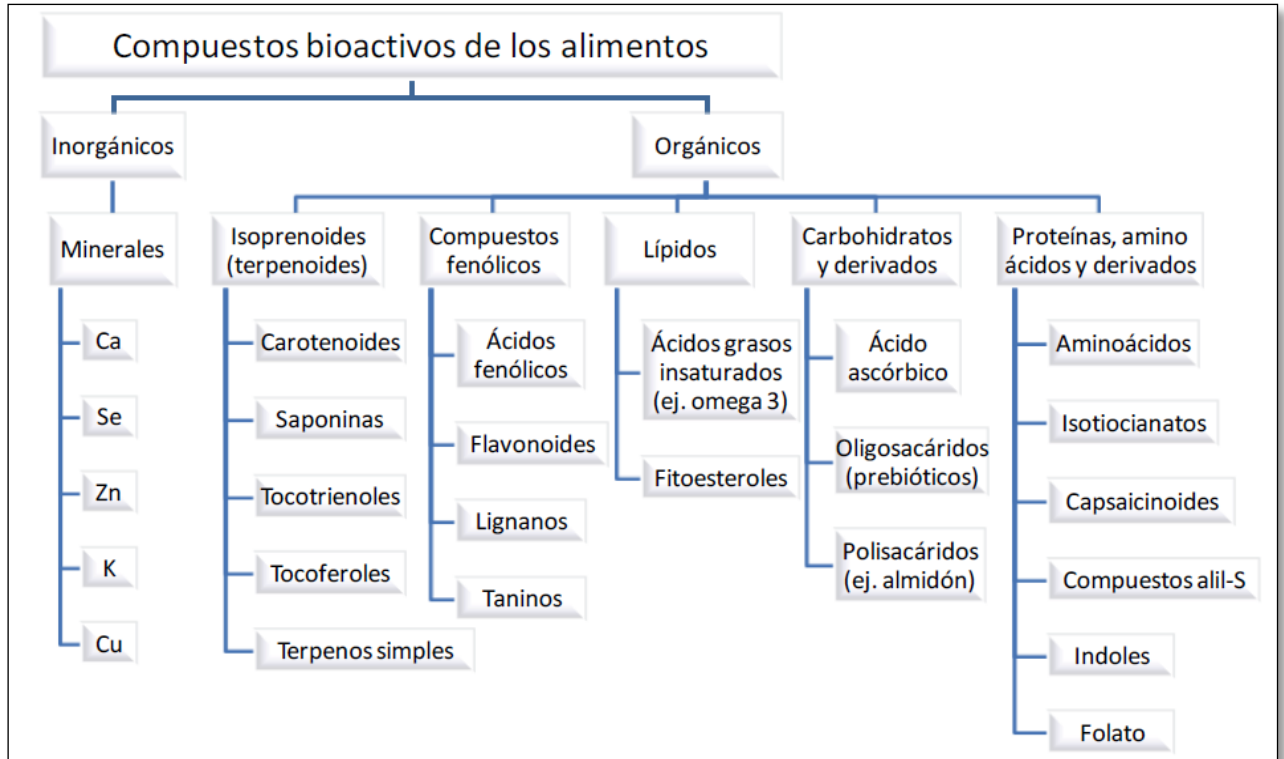 Compuestos bioactivos de los alimentos
Inorgánicos
Orgánicos
Minerales
Ca
Se
Zn
K
Cu
Isoprenoides
(terpenoides)
Carotenoides
Saponinas
Tocotrienoles
Tocoferoles
Terpenos simples
Compuestos
fenólicos
Ácidos
fenólicos
Flavonoides
Lignanos
Taninos
Lípidos
Ácidos grasos
insaturados
(ej. omega 3)
Fitoesteroles
Carbohidratos
y derivados
Ácido
ascórbico
Oligosacáridos
(prebióticos)
Polisacáridos
(ej. almidón)
Proteínas, amino
ácidos y derivados
Aminoácidos
Isotiocianatos
Capsaicinoides
Compuestos alil-S
Indoles
Folato